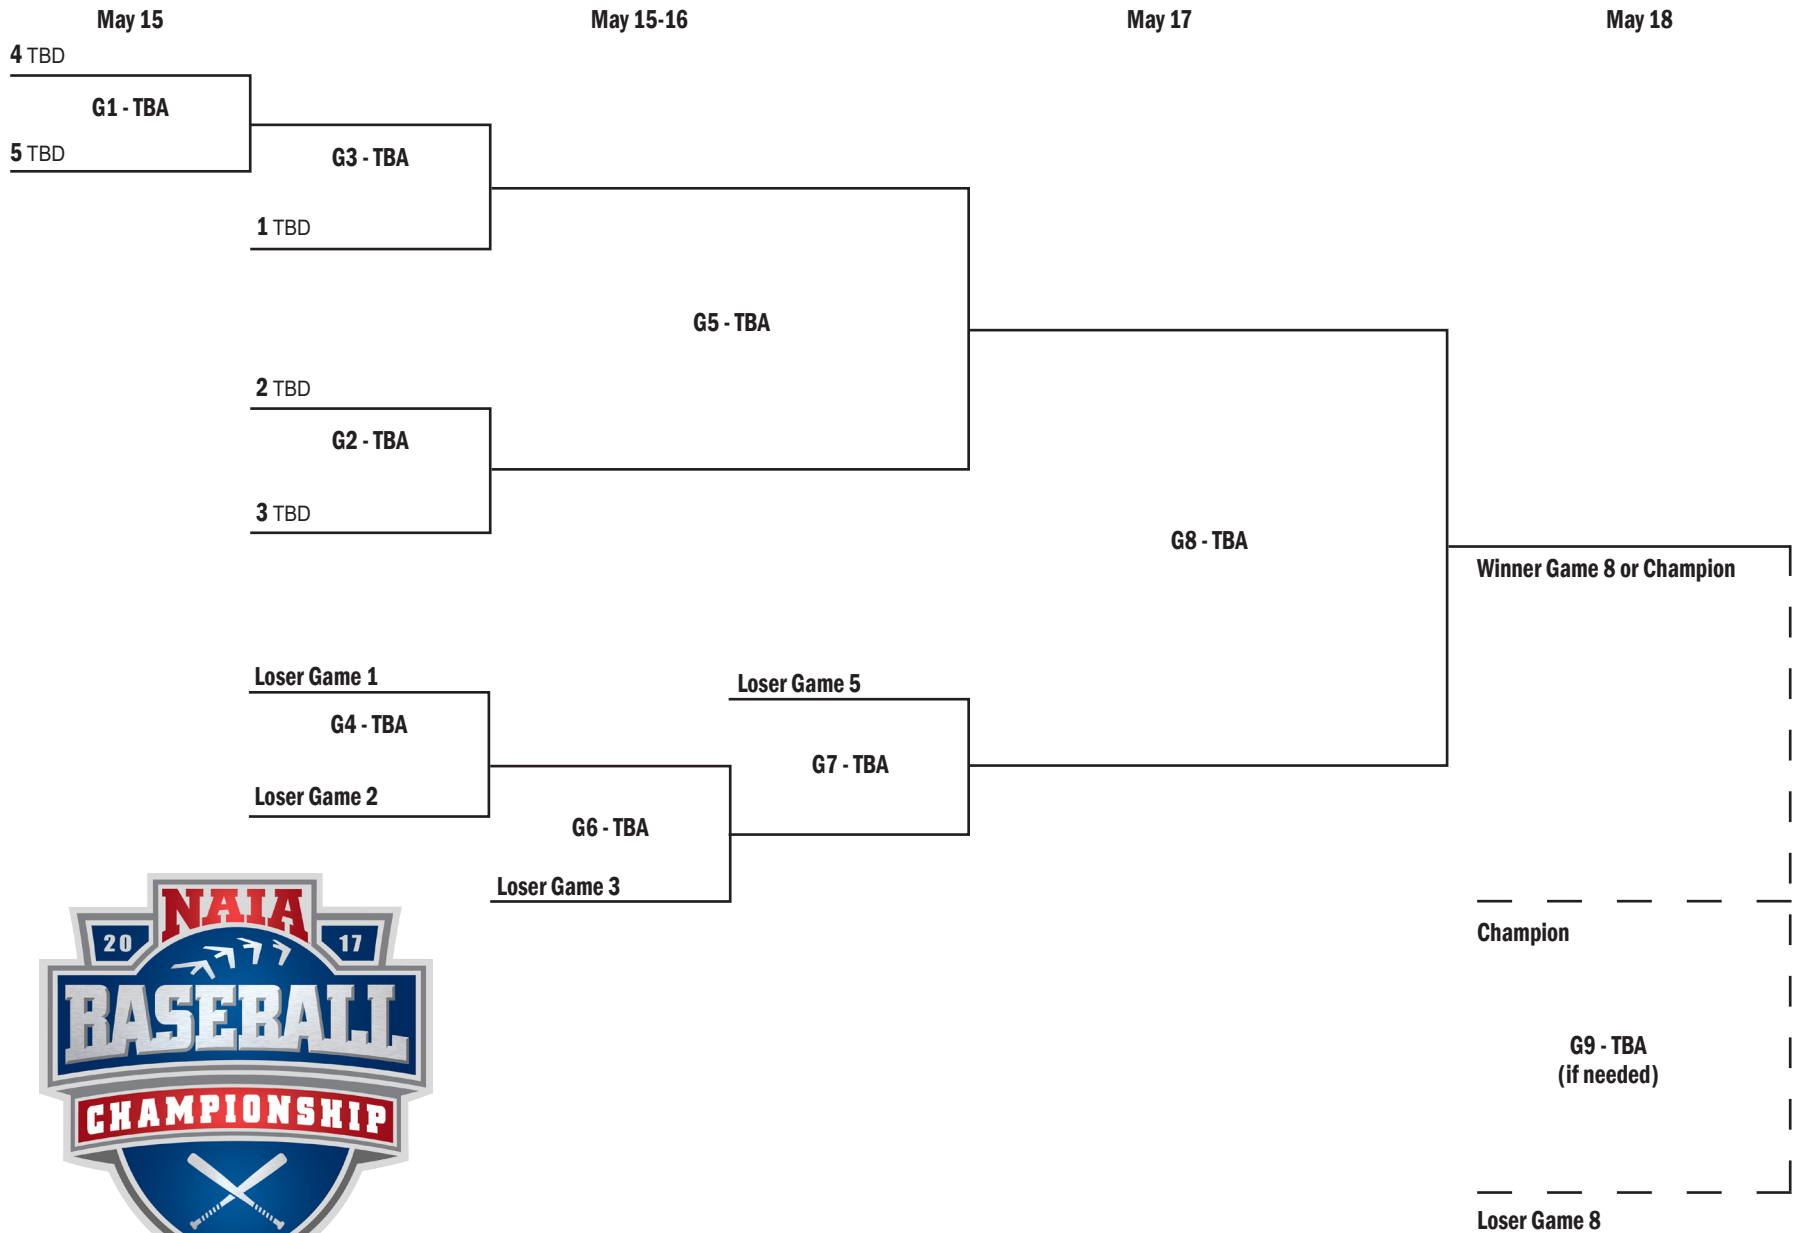 May 15
May 15-16
May 17
May 18
4 TBD
G1 - TBA
5 TBD
G3 - TBA
1 TBD
G5 - TBA
2 TBD
G2 - TBA
3 TBD
G8 - TBA
Winner Game 8 or Champion
Loser Game 1
G4 - TBA
Loser Game 2
Loser Game 5
G7 - TBA
G6 - TBA
Loser Game 3
Champion
G9 - TBA
(if needed)
Loser Game 8
NAIA
20 17
BASEBALL
CHAMPIONSHIP